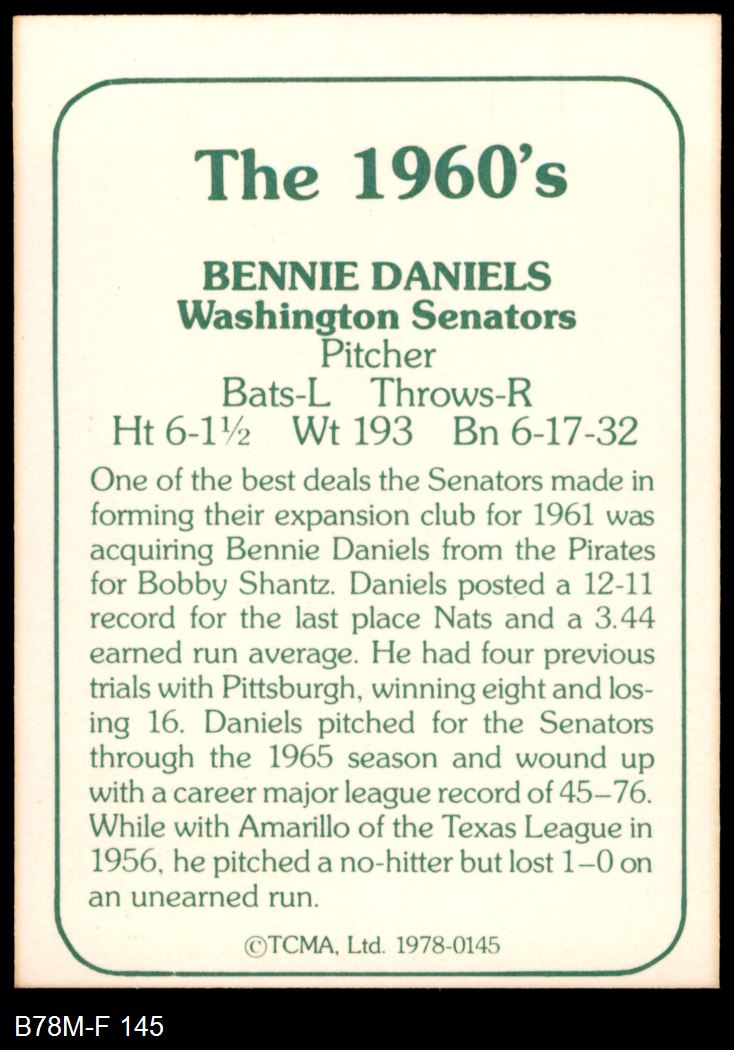 The 1960's
BENNIE DANIELS
Washington Senators
Pitcher
Bats-L Throws-R
Ht 6-1½ Wt 193 Bn 6-17-32
One of the best deals the Senators made in
forming their expansion club for 1961 was
acquiring Bennie Daniels from the Pirates
for Bobby Shantz. Daniels posted a 12-11
record for the last place Nats and a 3.44
earned run average. He had four previous
trials with Pittsburgh, winning eight and los-
ing 16. Daniels pitched for the Senators
through the 1965 season and wound up
with a career major league record of 45–76.
While with Amarillo of the Texas League in
1956, he pitched a no-hitter but lost 1–0 on
an unearned run.
©TCMA, Ltd. 1978-0145
B78M-F 145